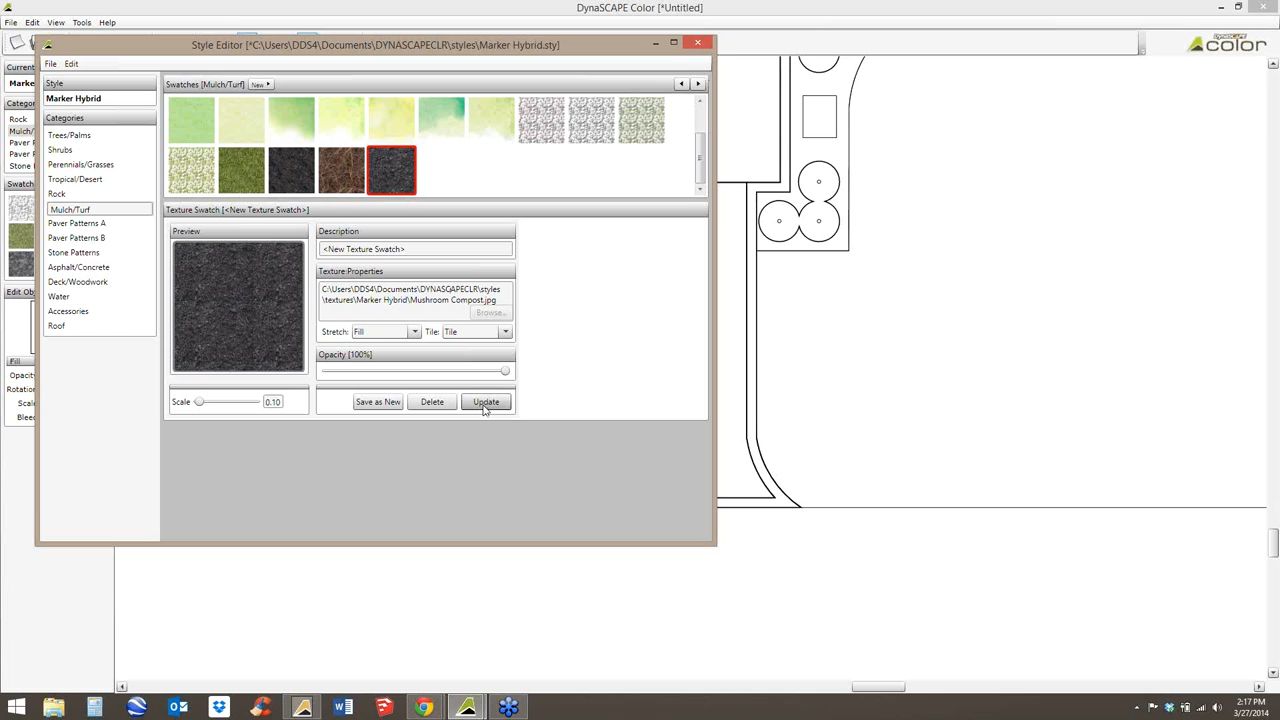 DynaSCAPE Color [*Untitled]
File Edit View Tools Help
DynaSCAPE
color
Style Editor [*C:\Users\DDS4\Documents\DYNASCAPECLR\styles\Marker Hybrid.sty]
File Edit
Current
Mark
Categ
Rock
Mulch/
Paver P
Paver P
Stone P
Swatch
Edit Obj
Fill
Opacity
Rotation
Scale
Bleed
Style
Marker Hybrid
Categories
Trees/Palms
Shrubs
Perennials/Grasses
Tropical/Desert
Rock
Mulch/Turf
Paver Patterns A
Paver Patterns B
Stone Patterns
Asphalt/Concrete
Deck/Woodwork
Water
Accessories
Roof
Swatches [Mulch/Turf] New
Texture Swatch [<New Texture Swatch>]
Preview
Scale 0.10
Description
<New Texture Swatch>
Texture:Properties
C:\Users\DDS4\Documents\DYNASCAPECLR\styles
\textures\Marker Hybrid\Mushroom Compost.jpg
Browse...
Stretch: Fill Tile: Tile
Opacity [100%]
Save as New Delete Update
2:17 PM
3/27/2014